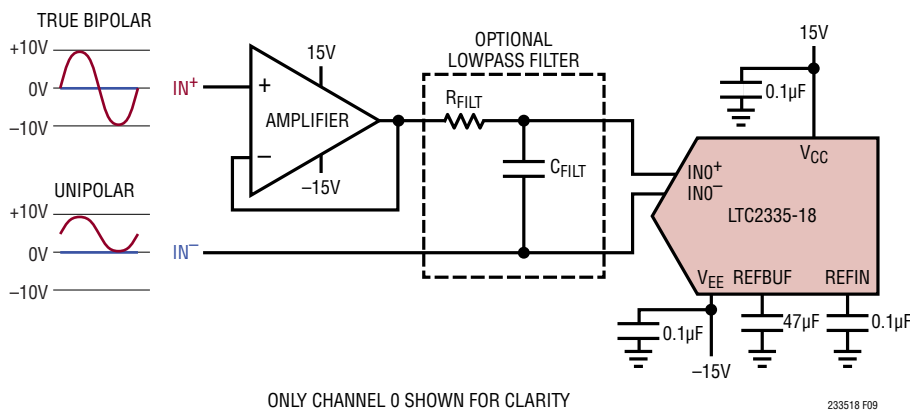 TRUE BIPOLAR
+10V
0V
–10V
UNIPOLAR
+10V
0V
–10V
IN+
IN–
15V
+
AMPLIFIER
–
–15V
OPTIONAL
LOWPASS FILTER
RFILT
CFILT
15V
0.1µF
VCC
IN0+
IN0–
LTC2335-18
VEE REFBUF REFIN
0.1µF
47µF
0.1µF
–15V
ONLY CHANNEL 0 SHOWN FOR CLARITY
233518 F09